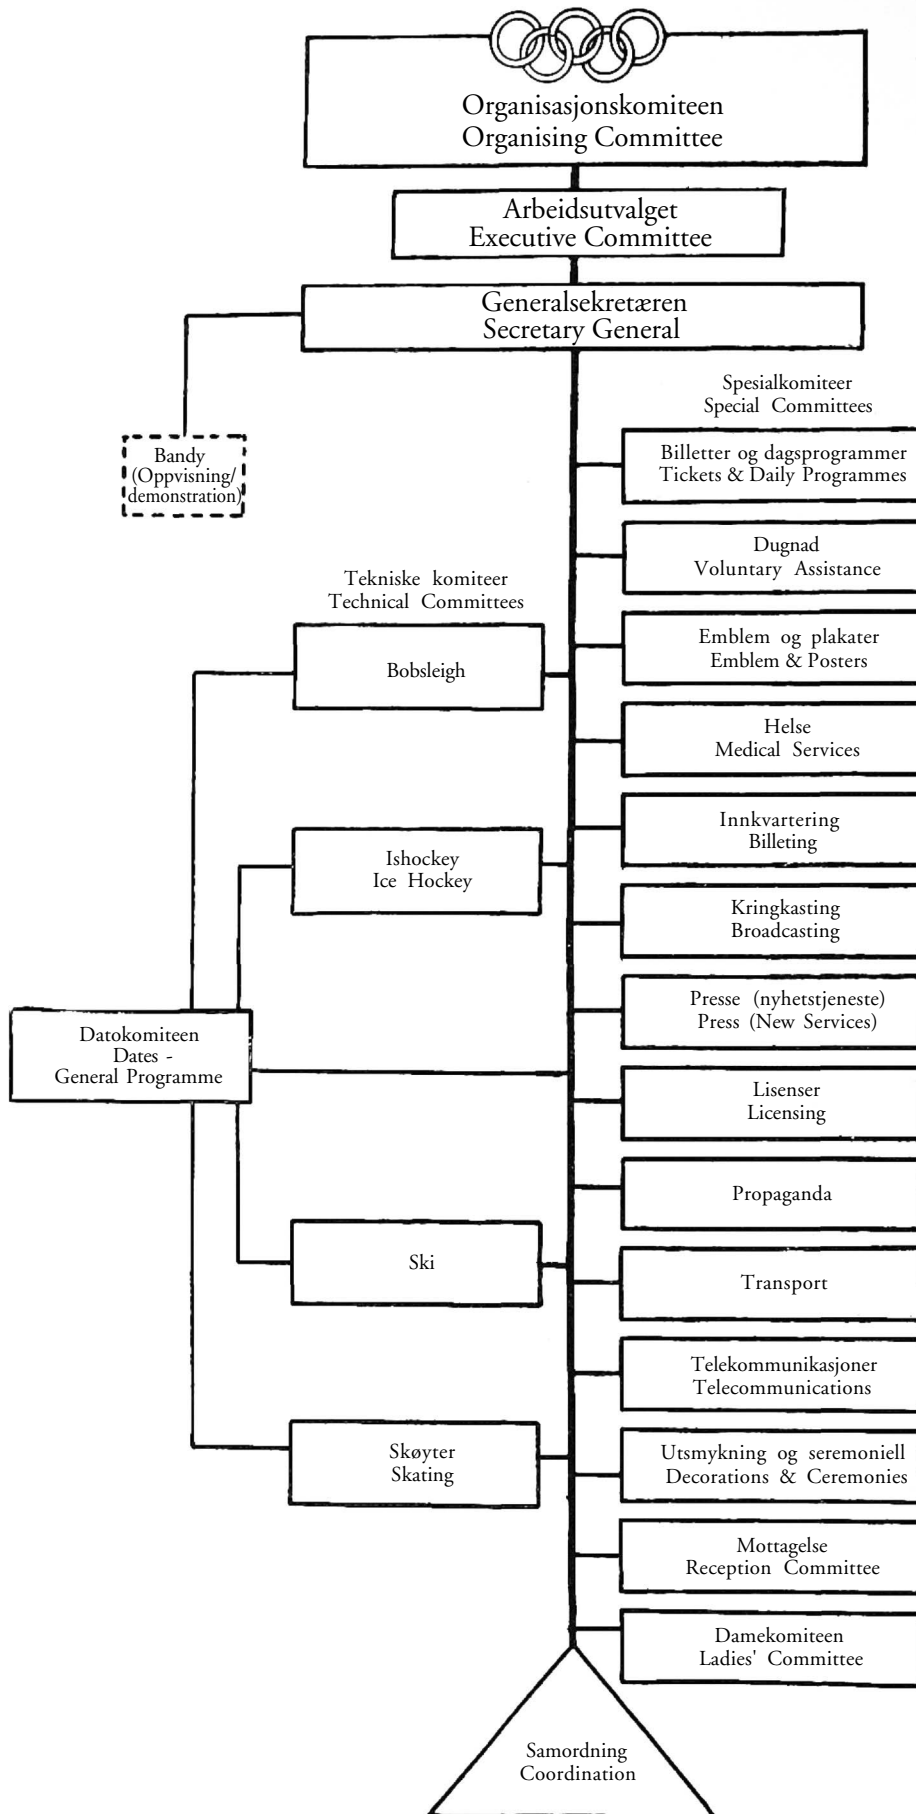 Organisasjonskomiteen
Organising Committee
Arbeidsutvalget
Executive Committee
Generalsekretæren
Secretary General
Bandy
(Oppvisning/
demonstration)
Spesialkomiteer
Special Committees
Billetter og dagsprogrammer
Tickets & Daily Programmes
Dugnad
Voluntary Assistance
Emblem og plakater
Emblem & Posters
Helse
Medical Services
Innkvartering
Billeting
Kringkasting
Broadcasting
Presse (nyhetstjeneste)
Press (New Services)
Lisenser
Licensing
Propaganda
Transport
Telekommunikasjoner
Telecommunications
Utsmykning og seremoniell
Decorations & Ceremonies
Mottagelse
Reception Committee
Damekomiteen
Ladies' Committee
Tekniske komiteer
Technical Committees
Bobsleigh
Ishockey
Ice Hockey
Datokomiteen
Dates -
General Programme
Ski
Skøyter
Skating
Samordning
Coordination